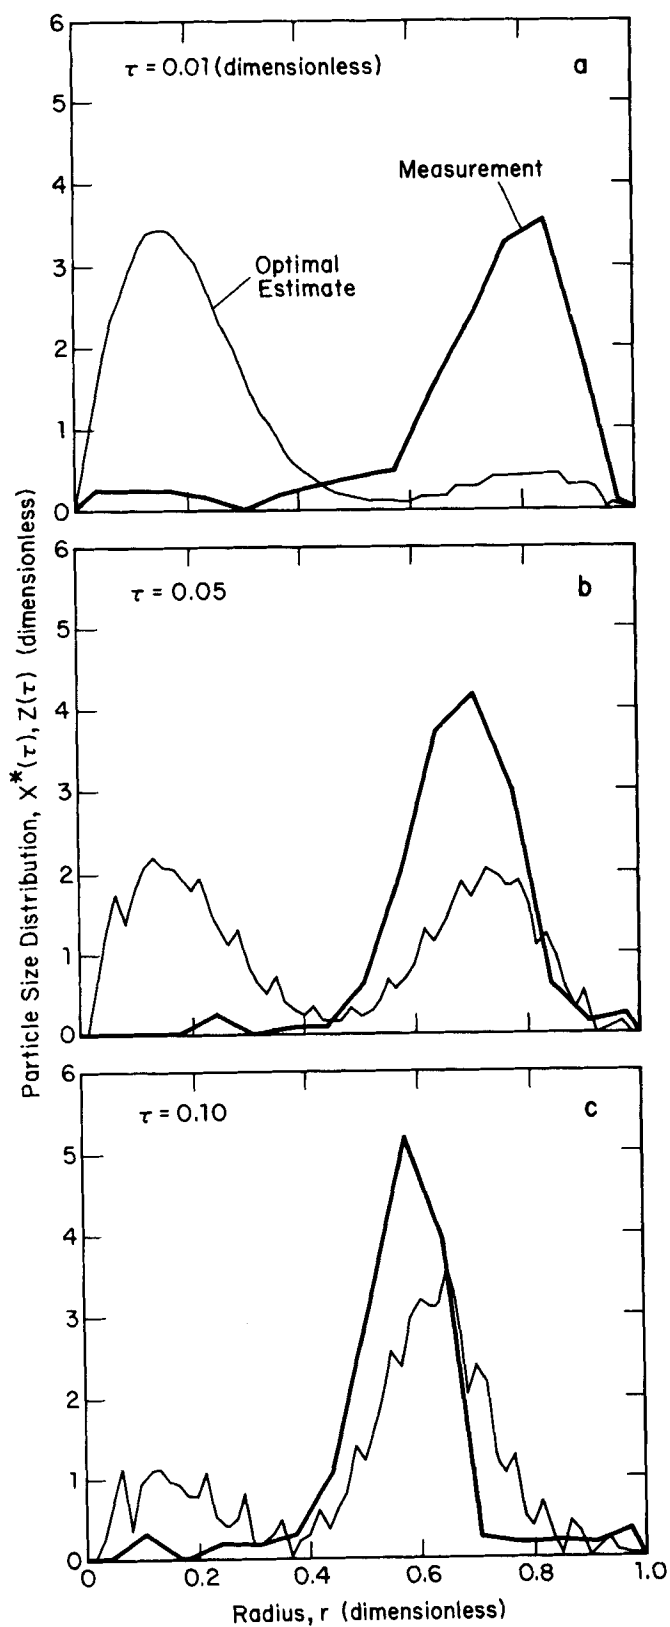 6
τ = 0.01 (dimensionless)
a
5
Measurement
4
Optimal
Estimate
3
2
1
0
Particle Size Distribution, X*(τ), Z(τ) (dimensionless)
6
τ = 0.05
b
5
4
3
2
1
0
6
τ = 0.10
c
5
4
3
2
1
0
0 0.2 0.4 0.6 0.8 1.0
Radius, r (dimensionless)